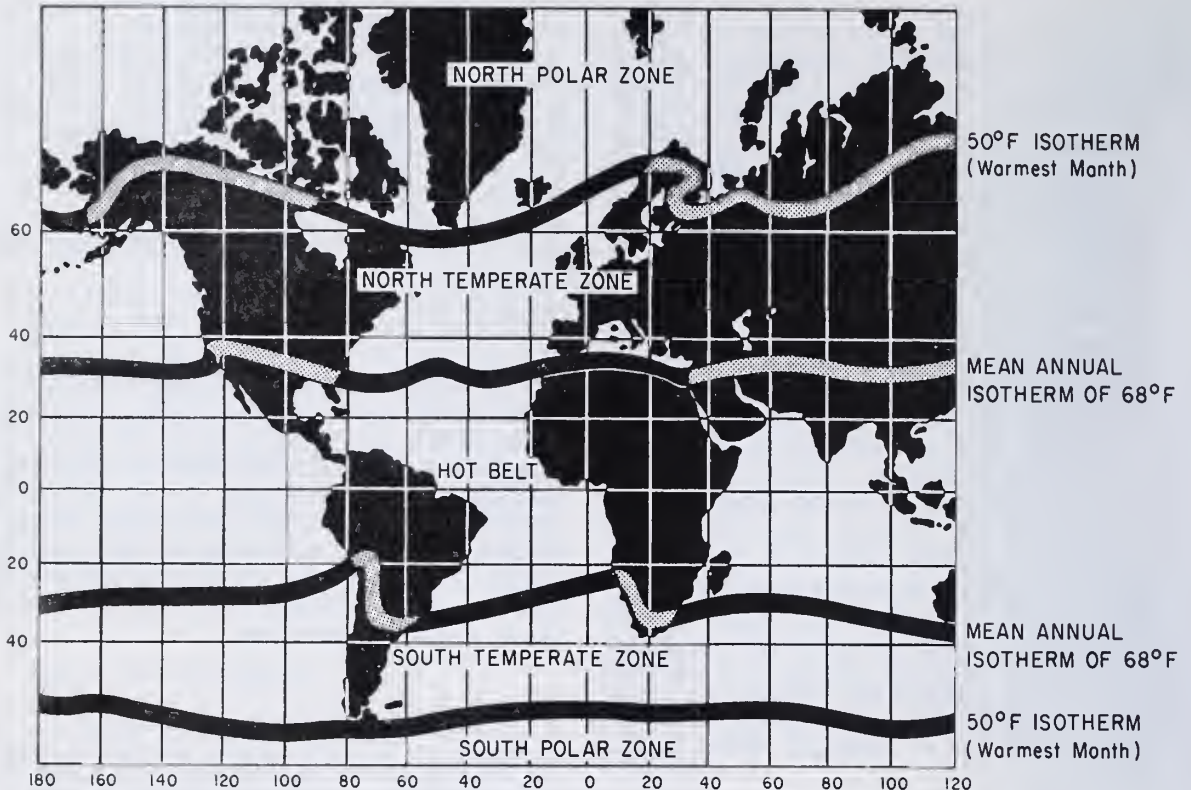 NORTH POLAR ZONE
50°F ISOTHERM
(Warmest Month)
60
NORTH TEMPERATE ZONE
40
MEAN ANNUAL
ISOTHERM OF 68°F
20
HOT BELT
0
20
40
SOUTH TEMPERATE ZONE
MEAN ANNUAL
ISOTHERM OF 68°F
50°F ISOTHERM
(Warmest Month)
SOUTH POLAR ZONE
180 160 140 120 100 80 60 40 20 0 20 40 60 80 100 120